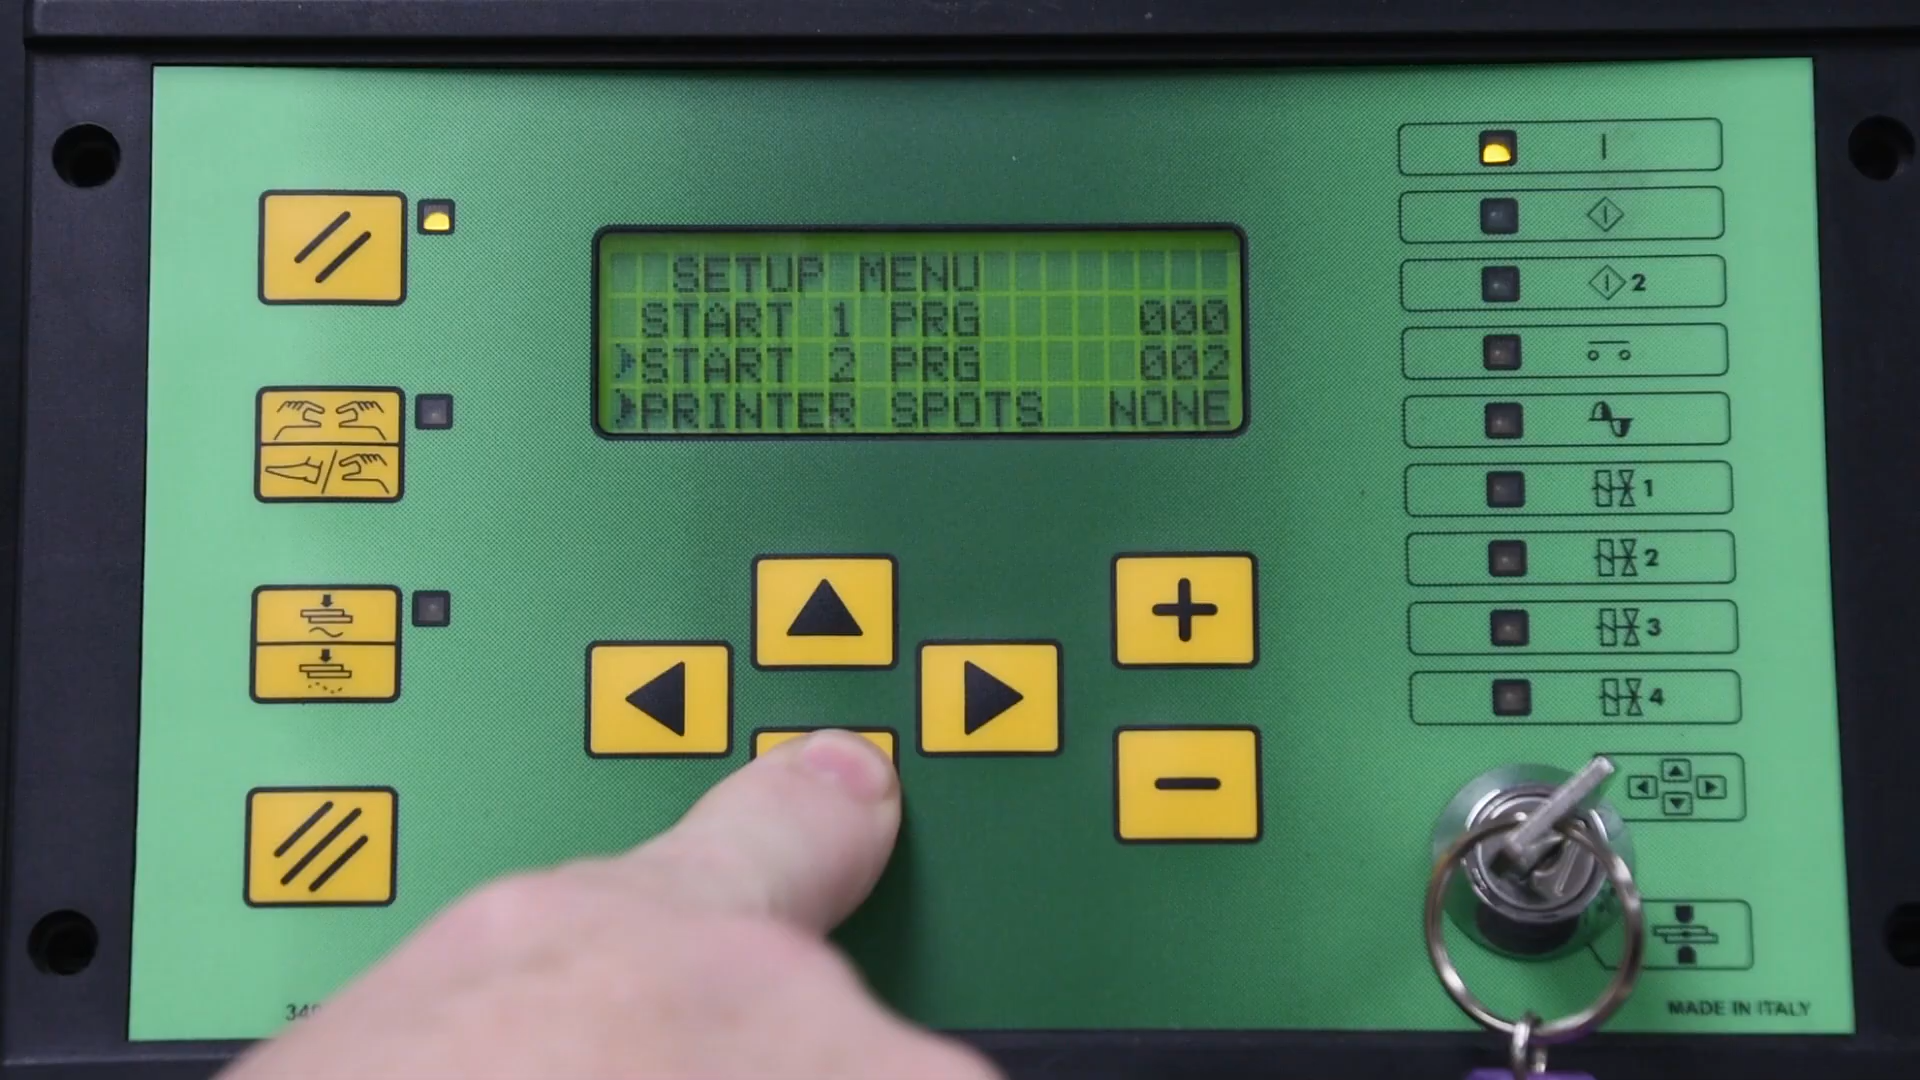 SETUP MENU
START 1 PRG 000
START 2 PRG 002
PRINTER SPOTS NONE
2
1
2
3
4
MADE IN ITALY